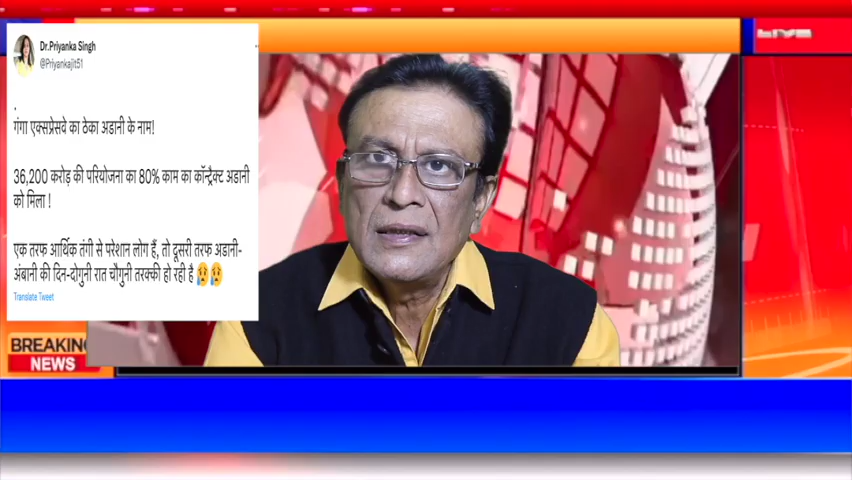 Dr.Priyanka Singh
@Priyankajit51
.
गंगा एक्सप्रेसवे का ठेका अडानी के नाम!
36,200 करोड़ की परियोजना का 80% काम का कॉन्ट्रैक्ट अडानी
को मिला !
एक तरफ आर्थिक तंगी से परेशान लोग हैं, तो दूसरी तरफ अडानी-
अंबानी की दिन-दोगुनी रात चौगुनी तरक्की हो रही है 😢😢
Translate Tweet
LIVE
BREAKING
NEWS